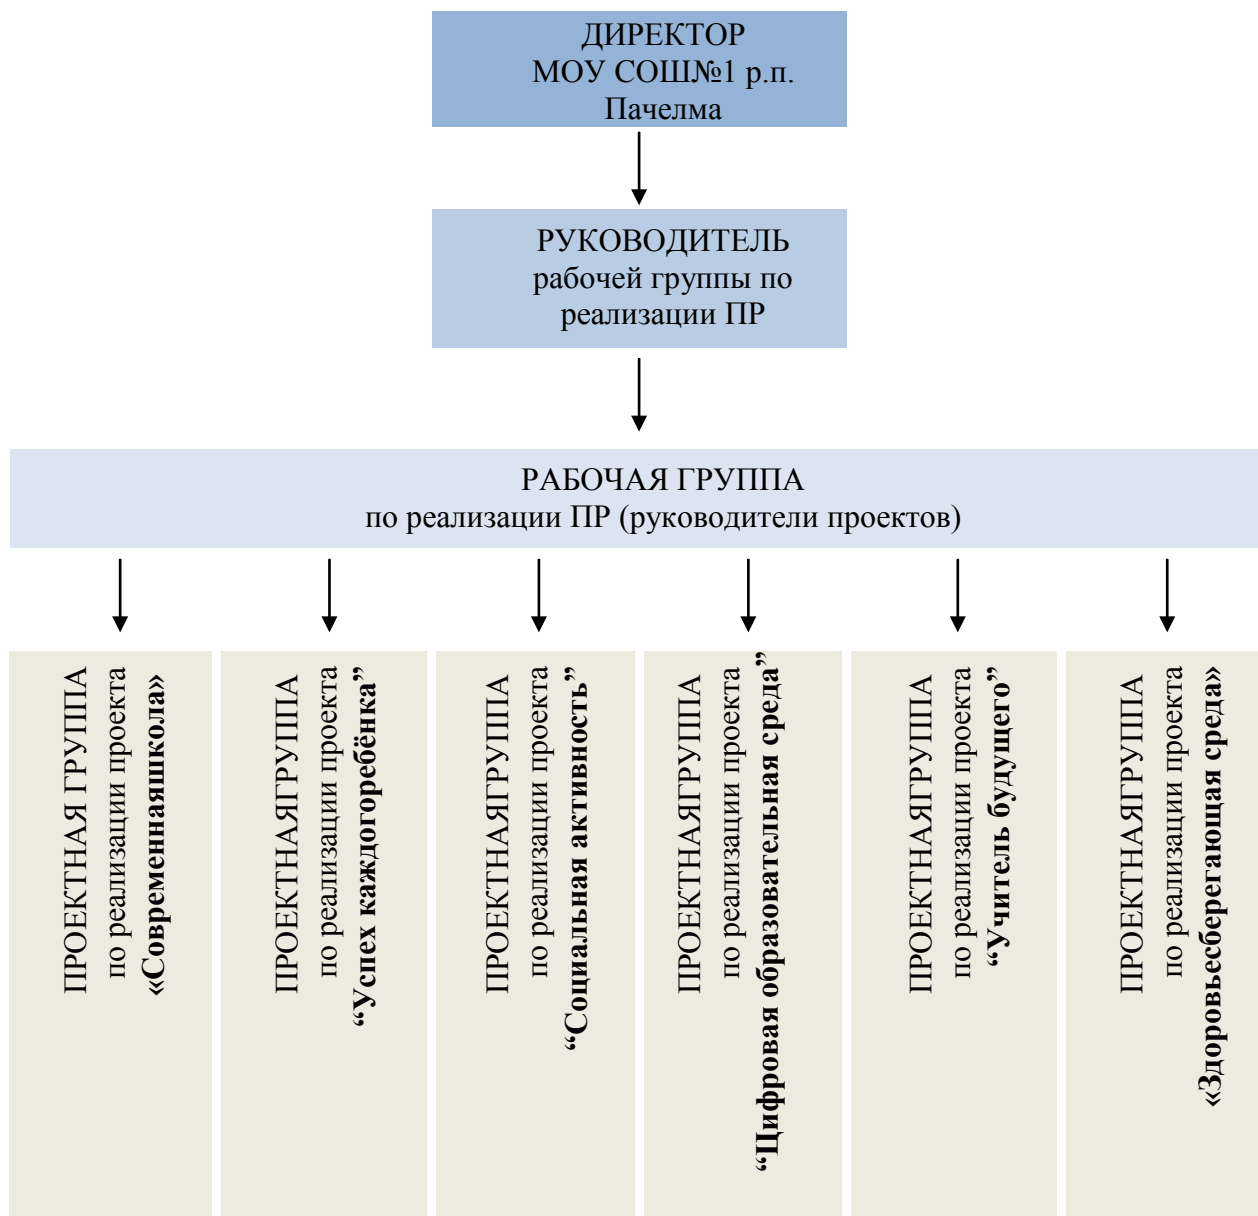 ДИРЕКТОР
МОУ СОШ№1 р.п.
Пачелма
РУКОВОДИТЕЛЬ
рабочей группы по
реализации ПР
РАБОЧАЯ ГРУППА
по реализации ПР (руководители проектов)
ПРОЕКТНАЯ ГРУППА
по реализации проекта
«Современнаяшкола»
ПРОЕКТНАЯГРУППА
по реализации проекта
“Успех каждогоребёнка”
ПРОЕКТНАЯГРУППА
по реализации проекта
“Социальная активность”
ПРОЕКТНАЯГРУППА
по реализации проекта
“Цифровая образовательная среда”
ПРОЕКТНАЯГРУППА
по реализации проекта
“Учитель будущего”
ПРОЕКТНАЯГРУППА
по реализации проекта
«Здоровьесберегающая среда»